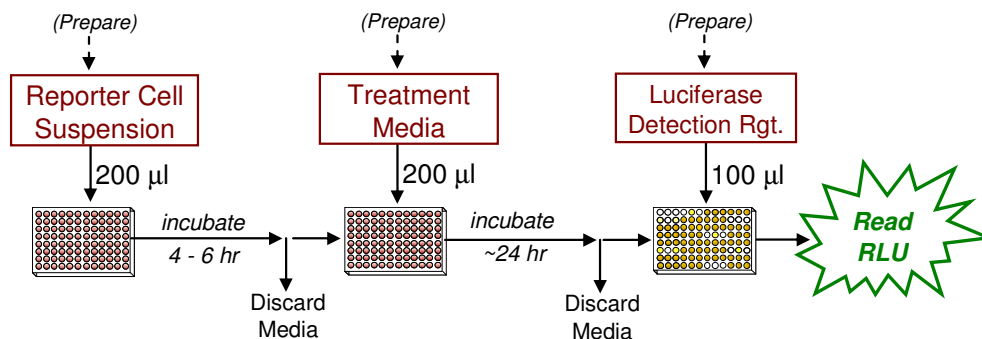 (Prepare)
(Prepare)
(Prepare)
Reporter Cell
Suspension
Treatment
Media
Luciferase
Detection Rgt.
200 µl
200 µl
100 µl
incubate
4 - 6 hr
incubate
~24 hr
Read
RLU
Discard
Media
Discard
Media